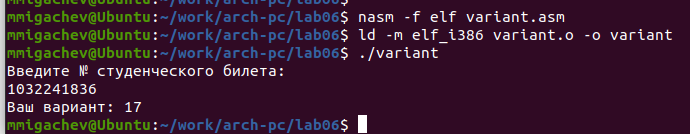 mmigachev@Ubuntu:~/work/arch-pc/lab06$ nasm -f elf variant.asm
mmigachev@Ubuntu:~/work/arch-pc/lab06$ ld -m elf_i386 variant.o -o variant
mmigachev@Ubuntu:~/work/arch-pc/lab06$ ./variant
Введите № студенческого билета:
1032241836
Ваш вариант: 17
mmigachev@Ubuntu:~/work/arch-pc/lab06$